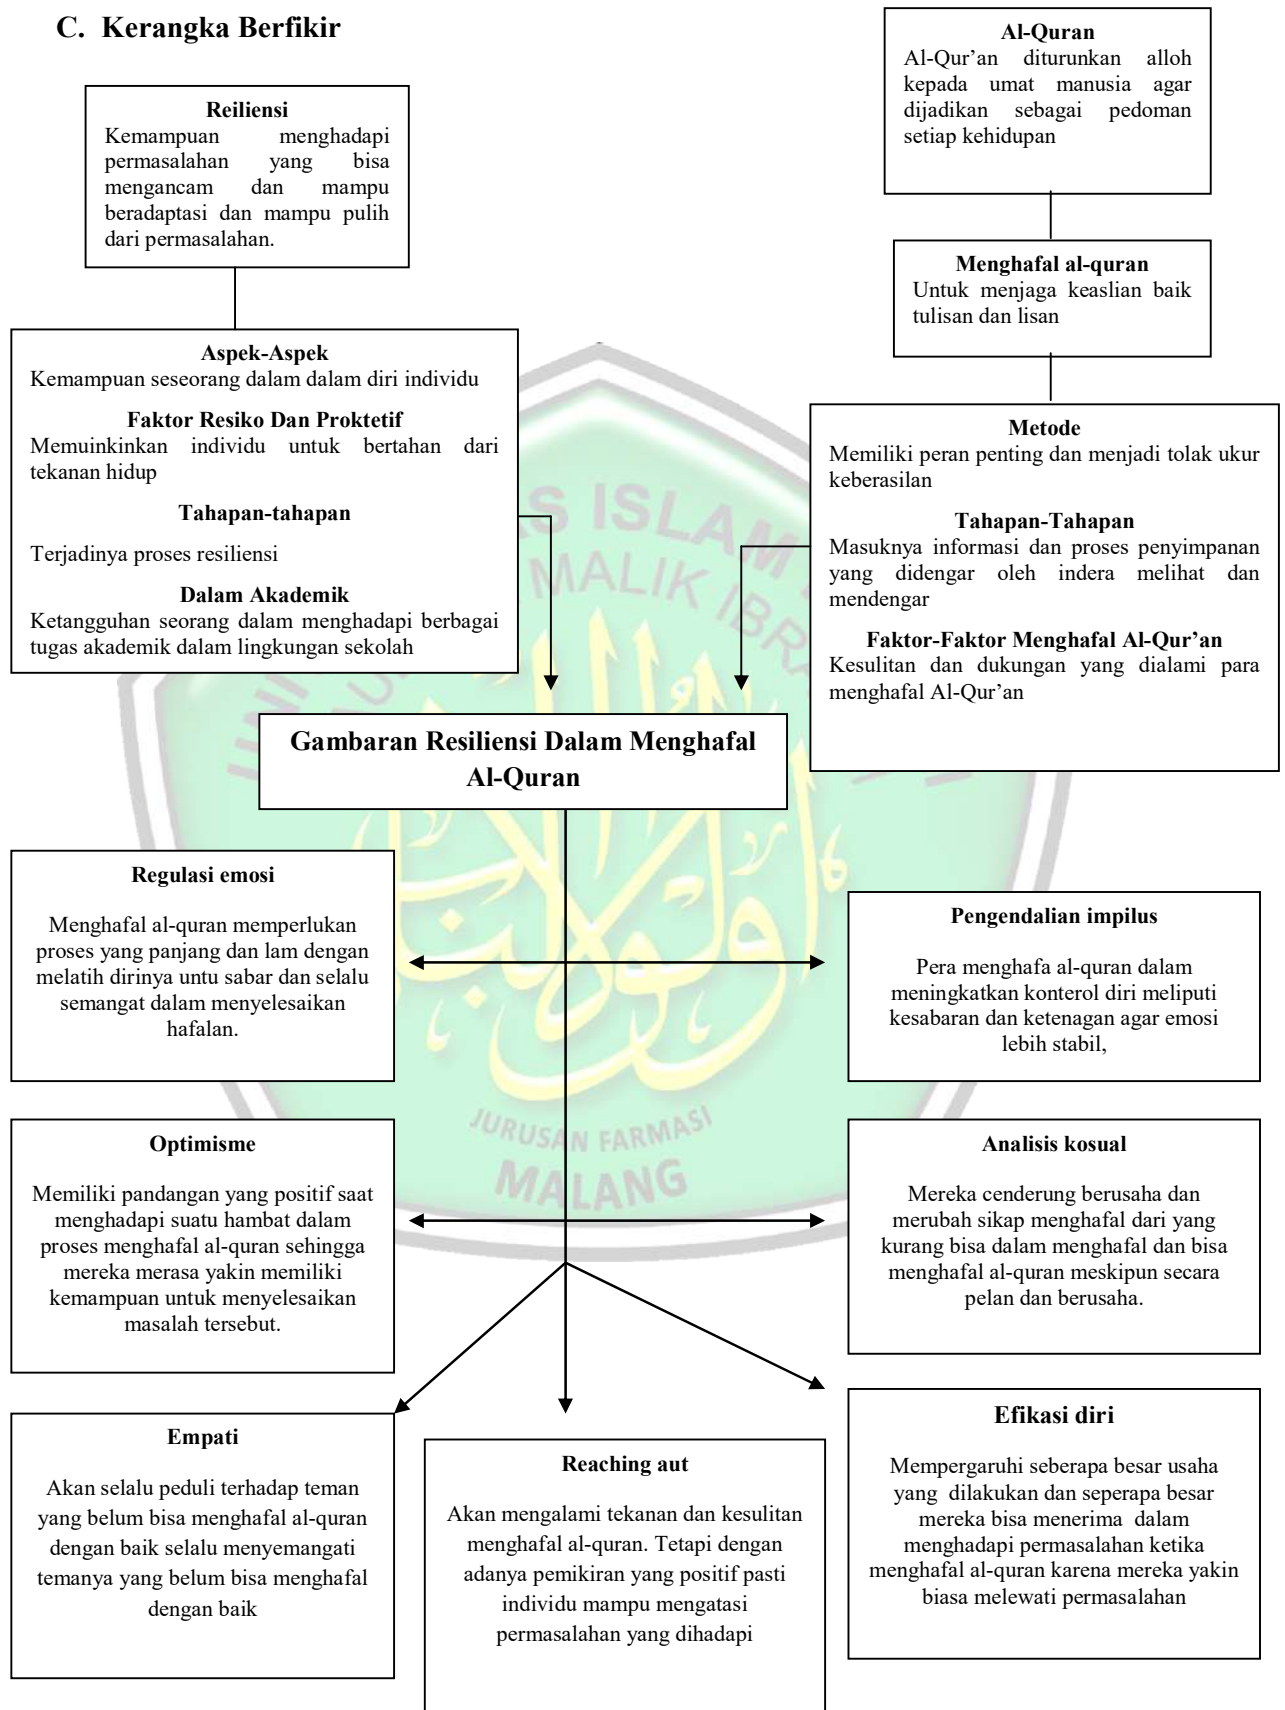 C. Kerangka Berfikir
Al-Quran
Al-Qur’an diturunkan alloh
kepada umat manusia agar
dijadikan sebagai pedoman
setiap kehidupan
Reiliensi
Kemampuan menghadapi
permasalahan yang bisa
mengancam dan mampu
beradaptasi dan mampu pulih
dari permasalahan.
Menghafal al-quran
Untuk menjaga keaslian baik
tulisan dan lisan
Aspek-Aspek
Kemampuan seseorang dalam dalam diri individu
Faktor Resiko Dan Proktetif
Memuinkinkan individu untuk bertahan dari
tekanan hidup
Tahapan-tahapan
Terjadinya proses resiliensi
Dalam Akademik
Ketangguhan seorang dalam menghadapi berbagai
tugas akademik dalam lingkungan sekolah
Metode
Memiliki peran penting dan menjadi tolak ukur
keberasilan
Tahapan-Tahapan
Masuknya informasi dan proses penyimpanan
yang didengar oleh indera melihat dan
mendengar
Faktor-Faktor Menghafal Al-Qur’an
Kesulitan dan dukungan yang dialami para
menghafal Al-Qur’an
Gambaran Resiliensi Dalam Menghafal
Al-Quran
Regulasi emosi
Menghafal al-quran memperlukan
proses yang panjang dan lam dengan
melatih dirinya untu sabar dan selalu
semangat dalam menyelesaikan
hafalan.
Pengendalian impilus
Pera menghafa al-quran dalam
meningkatkan konterol diri meliputi
kesabaran dan ketenagan agar emosi
lebih stabil,
Optimisme
Memiliki pandangan yang positif saat
menghadapi suatu hambat dalam
proses menghafal al-quran sehingga
mereka merasa yakin memiliki
kemampuan untuk menyelesaikan
masalah tersebut.
Analisis kosual
Mereka cenderung berusaha dan
merubah sikap menghafal dari yang
kurang bisa dalam menghafal dan bisa
menghafal al-quran meskipun secara
pelan dan berusaha.
Empati
Akan selalu peduli terhadap teman
yang belum bisa menghafal al-quran
dengan baik selalu menyemangati
temanya yang belum bisa menghafal
dengan baik
Reaching aut
Akan mengalami tekanan dan kesulitan
menghafal al-quran. Tetapi dengan
adanya pemikiran yang positif pasti
individu mampu mengatasi
permasalahan yang dihadapi
Efikasi diri
Mempergaruhi seberapa besar usaha
yang dilakukan dan seperapa besar
mereka bisa menerima dalam
menghadapi permasalahan ketika
menghafal al-quran karena mereka yakin
biasa melewati permasalahan
ISLAM
MALIK
JURUSAN FARMASI
MALANG